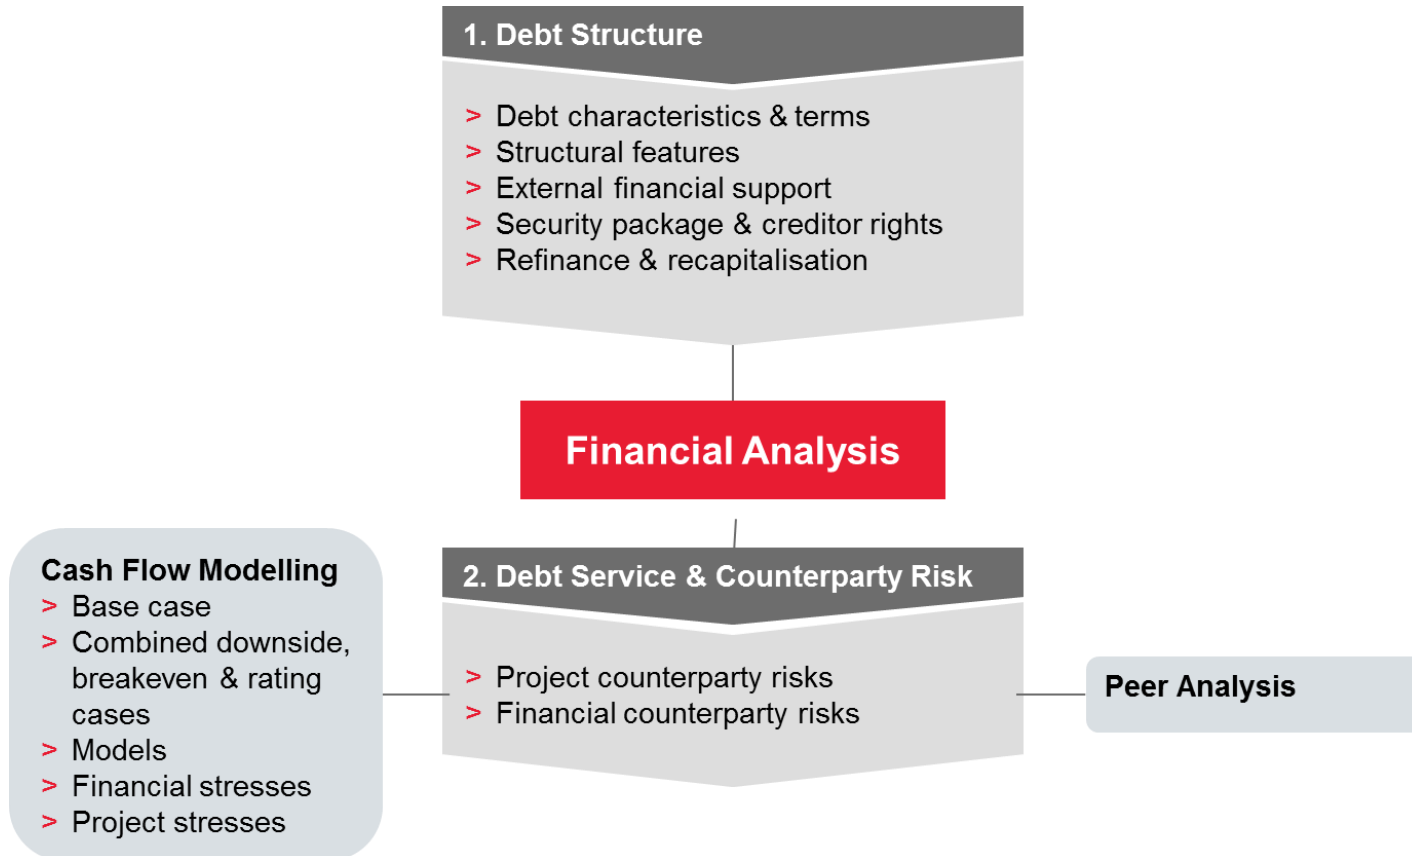 1. Debt Structure
> Debt characteristics & terms
> Structural features
> External financial support
> Security package & creditor rights
> Refinance & recapitalisation
Financial Analysis
Cash Flow Modelling
> Base case
> Combined downside,
breakeven & rating
cases
> Models
> Financial stresses
> Project stresses
2. Debt Service & Counterparty Risk
> Project counterparty risks
> Financial counterparty risks
Peer Analysis